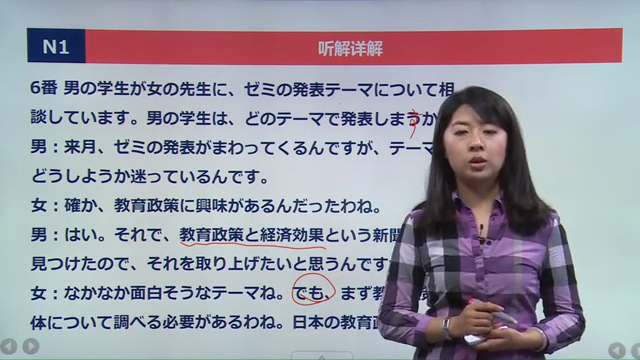 N1
听解详解
6番 男の学生が女の先生に、ゼミの発表テーマについて相
談しています。男の学生は、どのテーマで発表しますか
男：来月、ゼミの発表がまわってくるんですが、テーマ
どうしようか迷っているんです。
女：確か、教育政策に興味があるんだったわね。
男：はい。それで、教育政策と経済効果という新聞
見つけたので、それを取り上げたいと思うんです
女：なかなか面白そうなテーマね。でも、まず教
体について調べる必要があるわね。日本の教育政